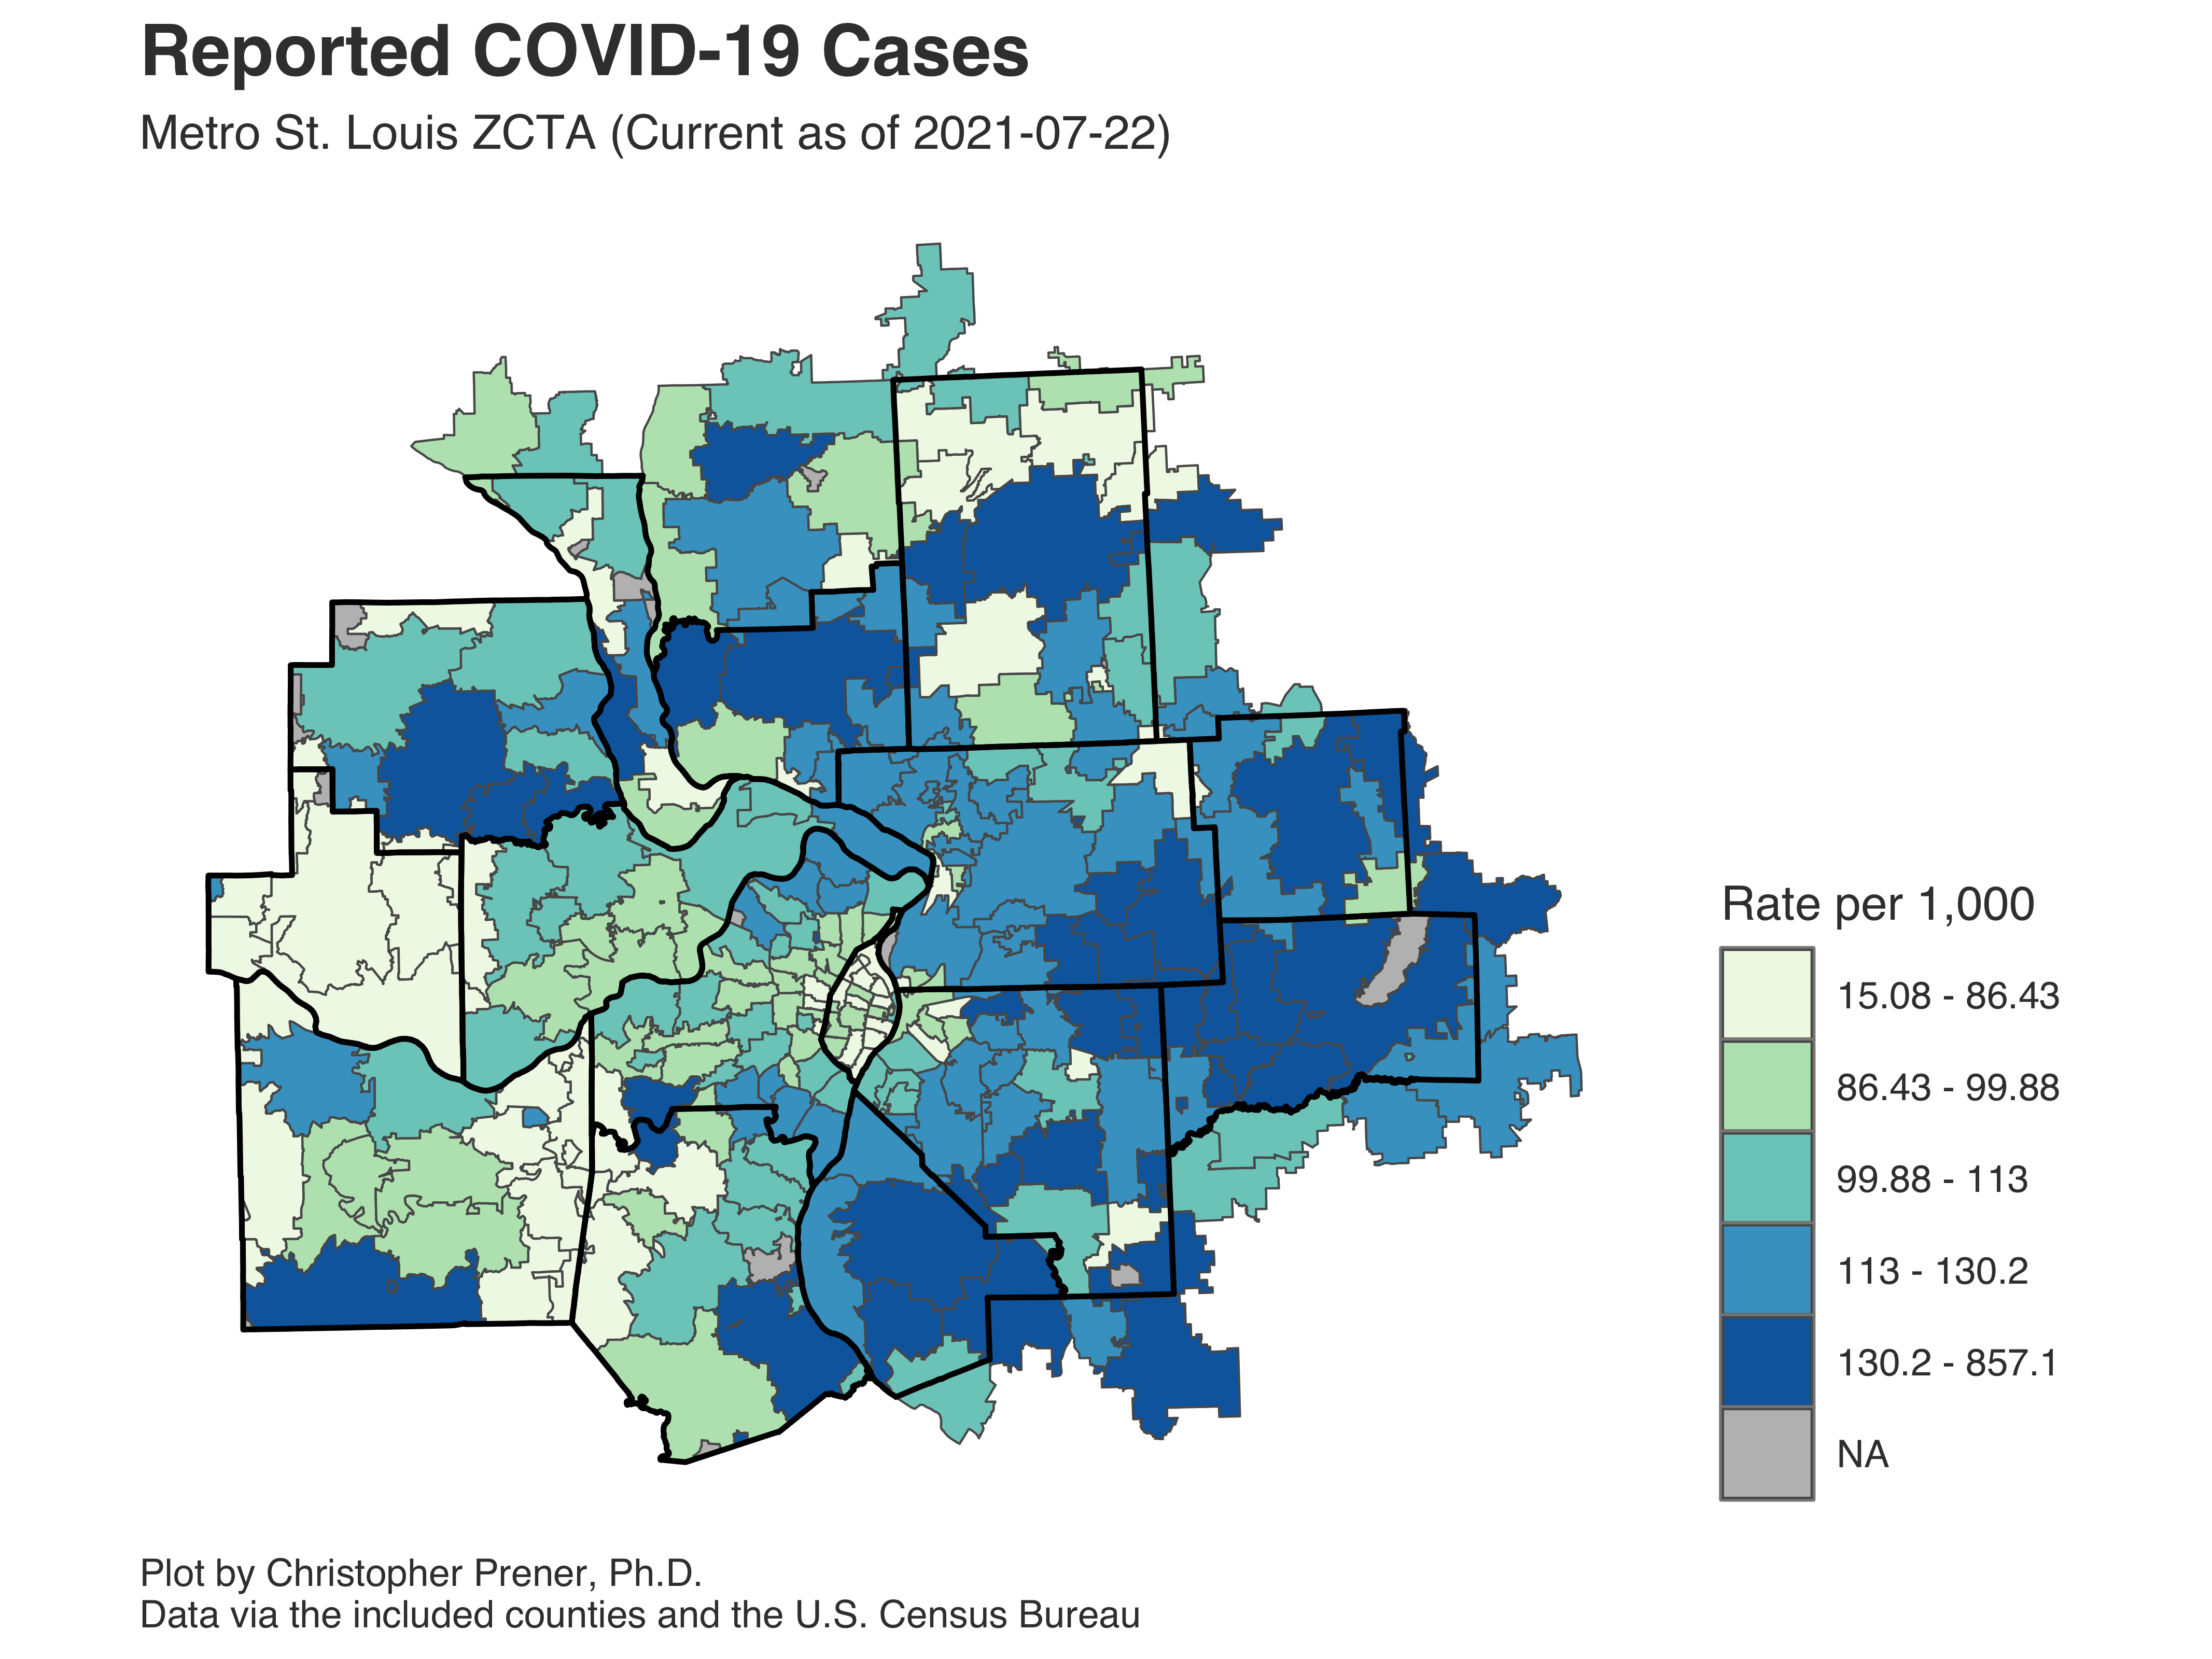 Reported COVID-19 Cases
Metro St. Louis ZCTA (Current as of 2021-07-22)
Rate per 1,000
15.08 - 86.43
86.43 - 99.88
99.88 - 113
113 - 130.2
130.2 - 857.1
NA
Plot by Christopher Prener, Ph.D.
Data via the included counties and the U.S. Census Bureau